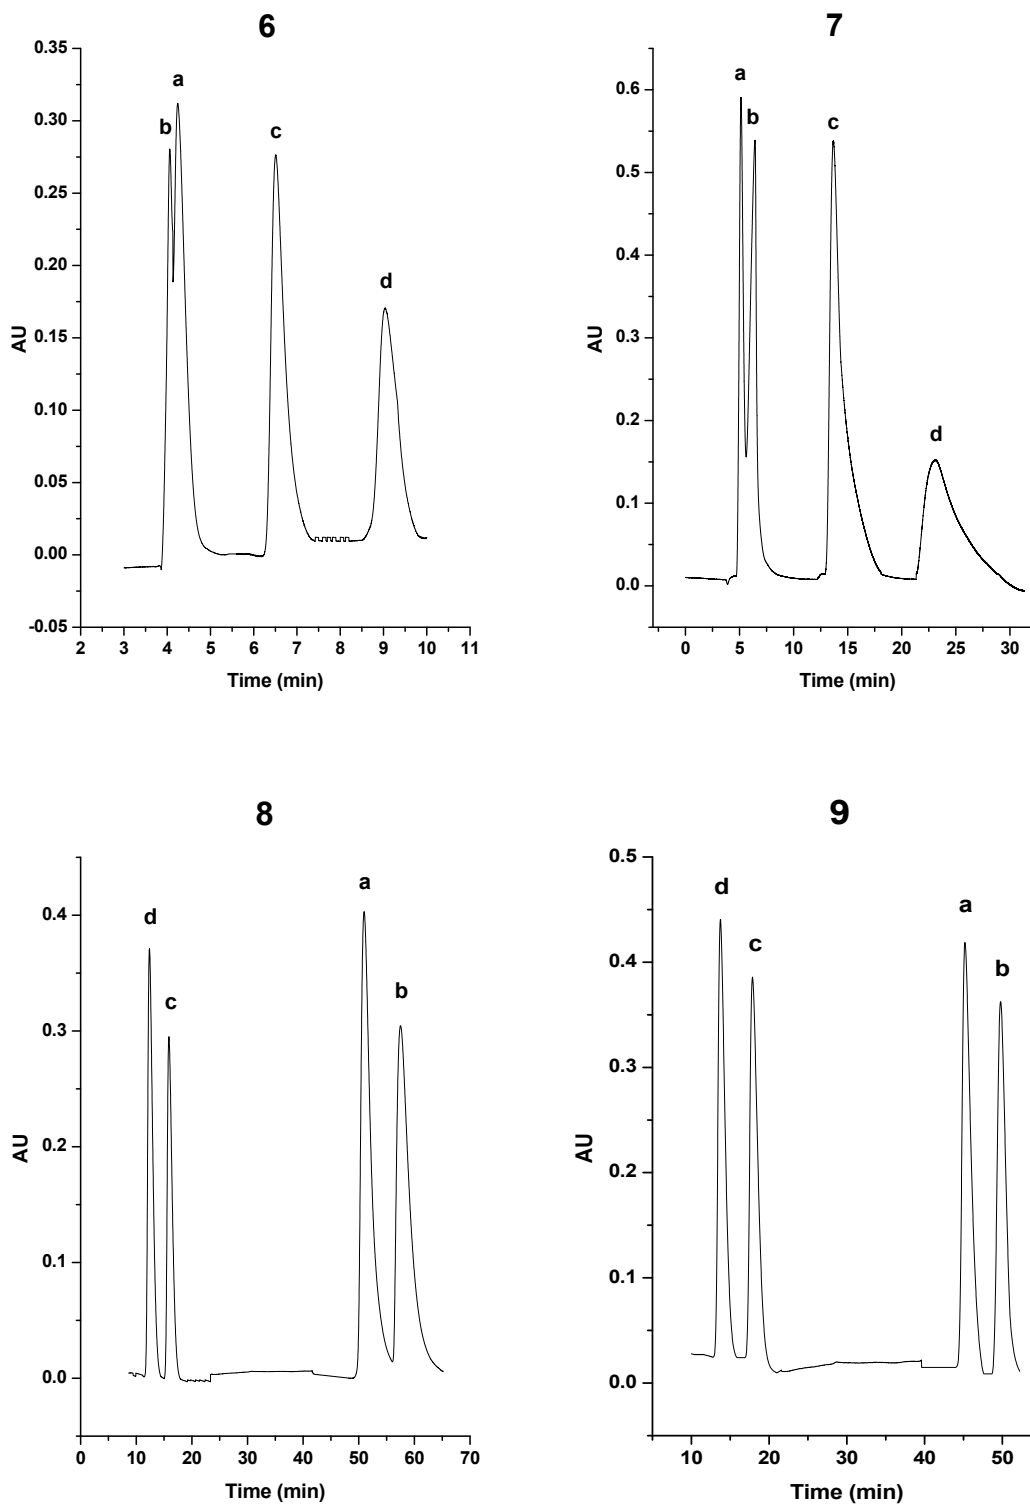 6
0.35
0.30
0.25
0.20
0.15
0.10
0.05
0.00
-0.05
AU
b
a
c
d
2 3 4 5 6 7 8 9 10 11
Time (min)
7
0.6
0.5
0.4
0.3
0.2
0.1
0.0
AU
a
b
c
d
0 5 10 15 20 25 30
Time (min)
8
0.4
0.3
0.2
0.1
0.0
AU
d
c
a
b
0 10 20 30 40 50 60 70
Time (min)
9
0.5
0.4
0.3
0.2
0.1
0.0
AU
d
c
a
b
10 20 30 40 50
Time (min)